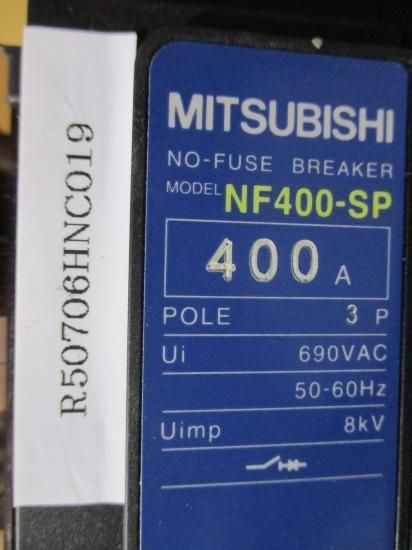 R50706HNC019
MITSUBISHI
NO-FUSE BREAKER
MODEL NF400-SP
400 A
POLE 3 P
Ui 690VAC
50-60Hz
Uimp 8kV